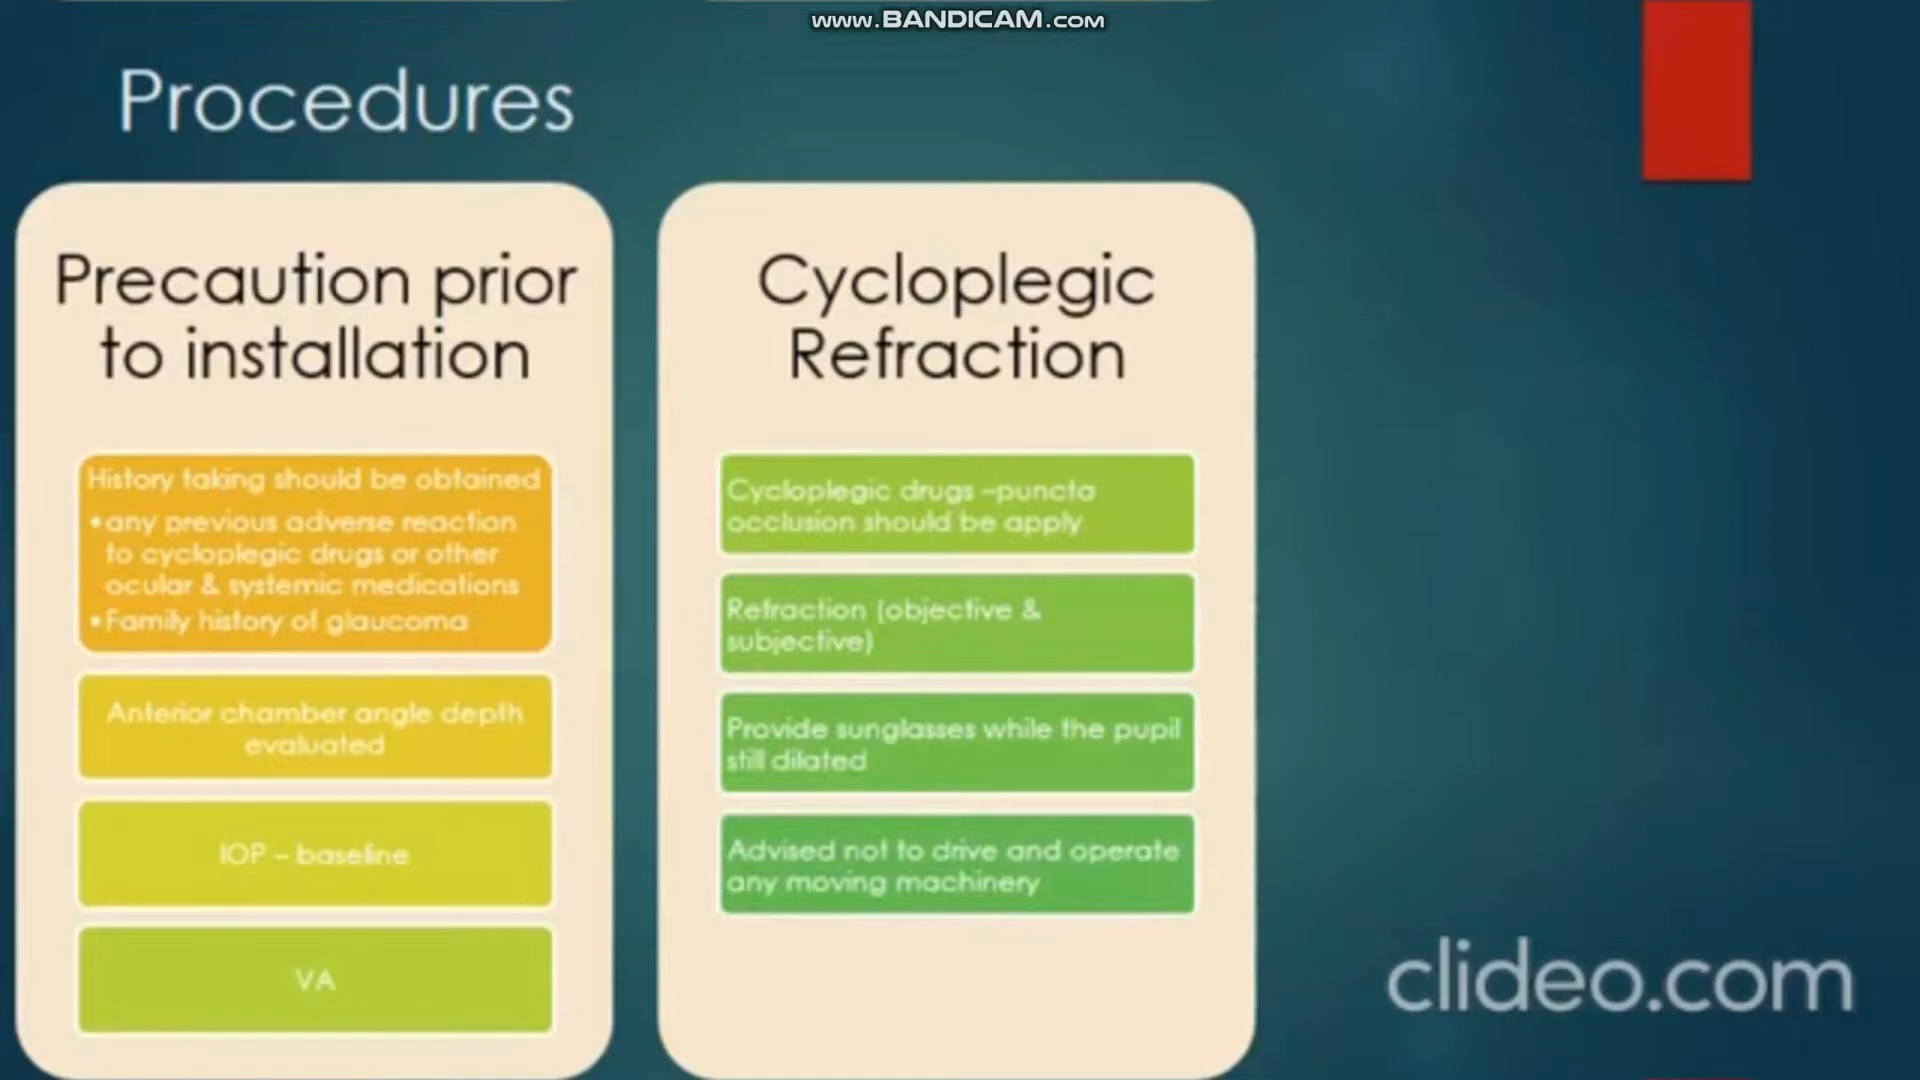 www.BANDICAM.com
Procedures
Precaution prior
to installation
History taking should be obtained
•any previous adverse reaction
to cycloplegic drugs or other
ocular & systemic medications
•Family history of glaucoma
Anterior chamber angle depth
evaluated
IOP – baseline
VA
Cycloplegic
Refraction
Cycloplegic drugs –puncta
occlusion should be apply
Refraction (objective &
subjective)
Provide sunglasses while the pupil
still dilated
Advised not to drive and operate
any moving machinery
clideo.com